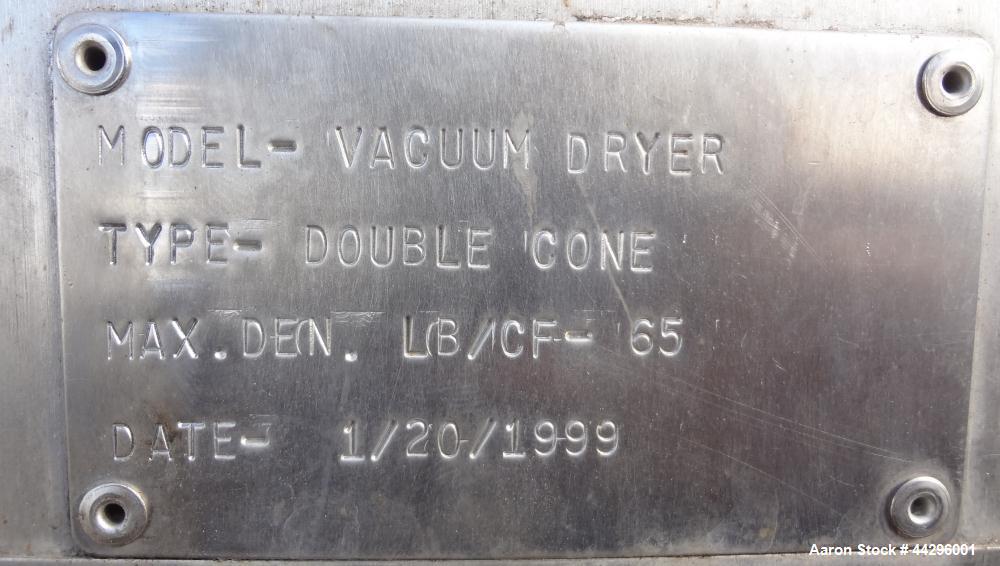 MODEL- VACUUM DRYER
TYPE- DOUBLE CONE
MAX.DEN. LB/CF- 65
DATE- 1/20/1999
Aaron Stock # 44296001